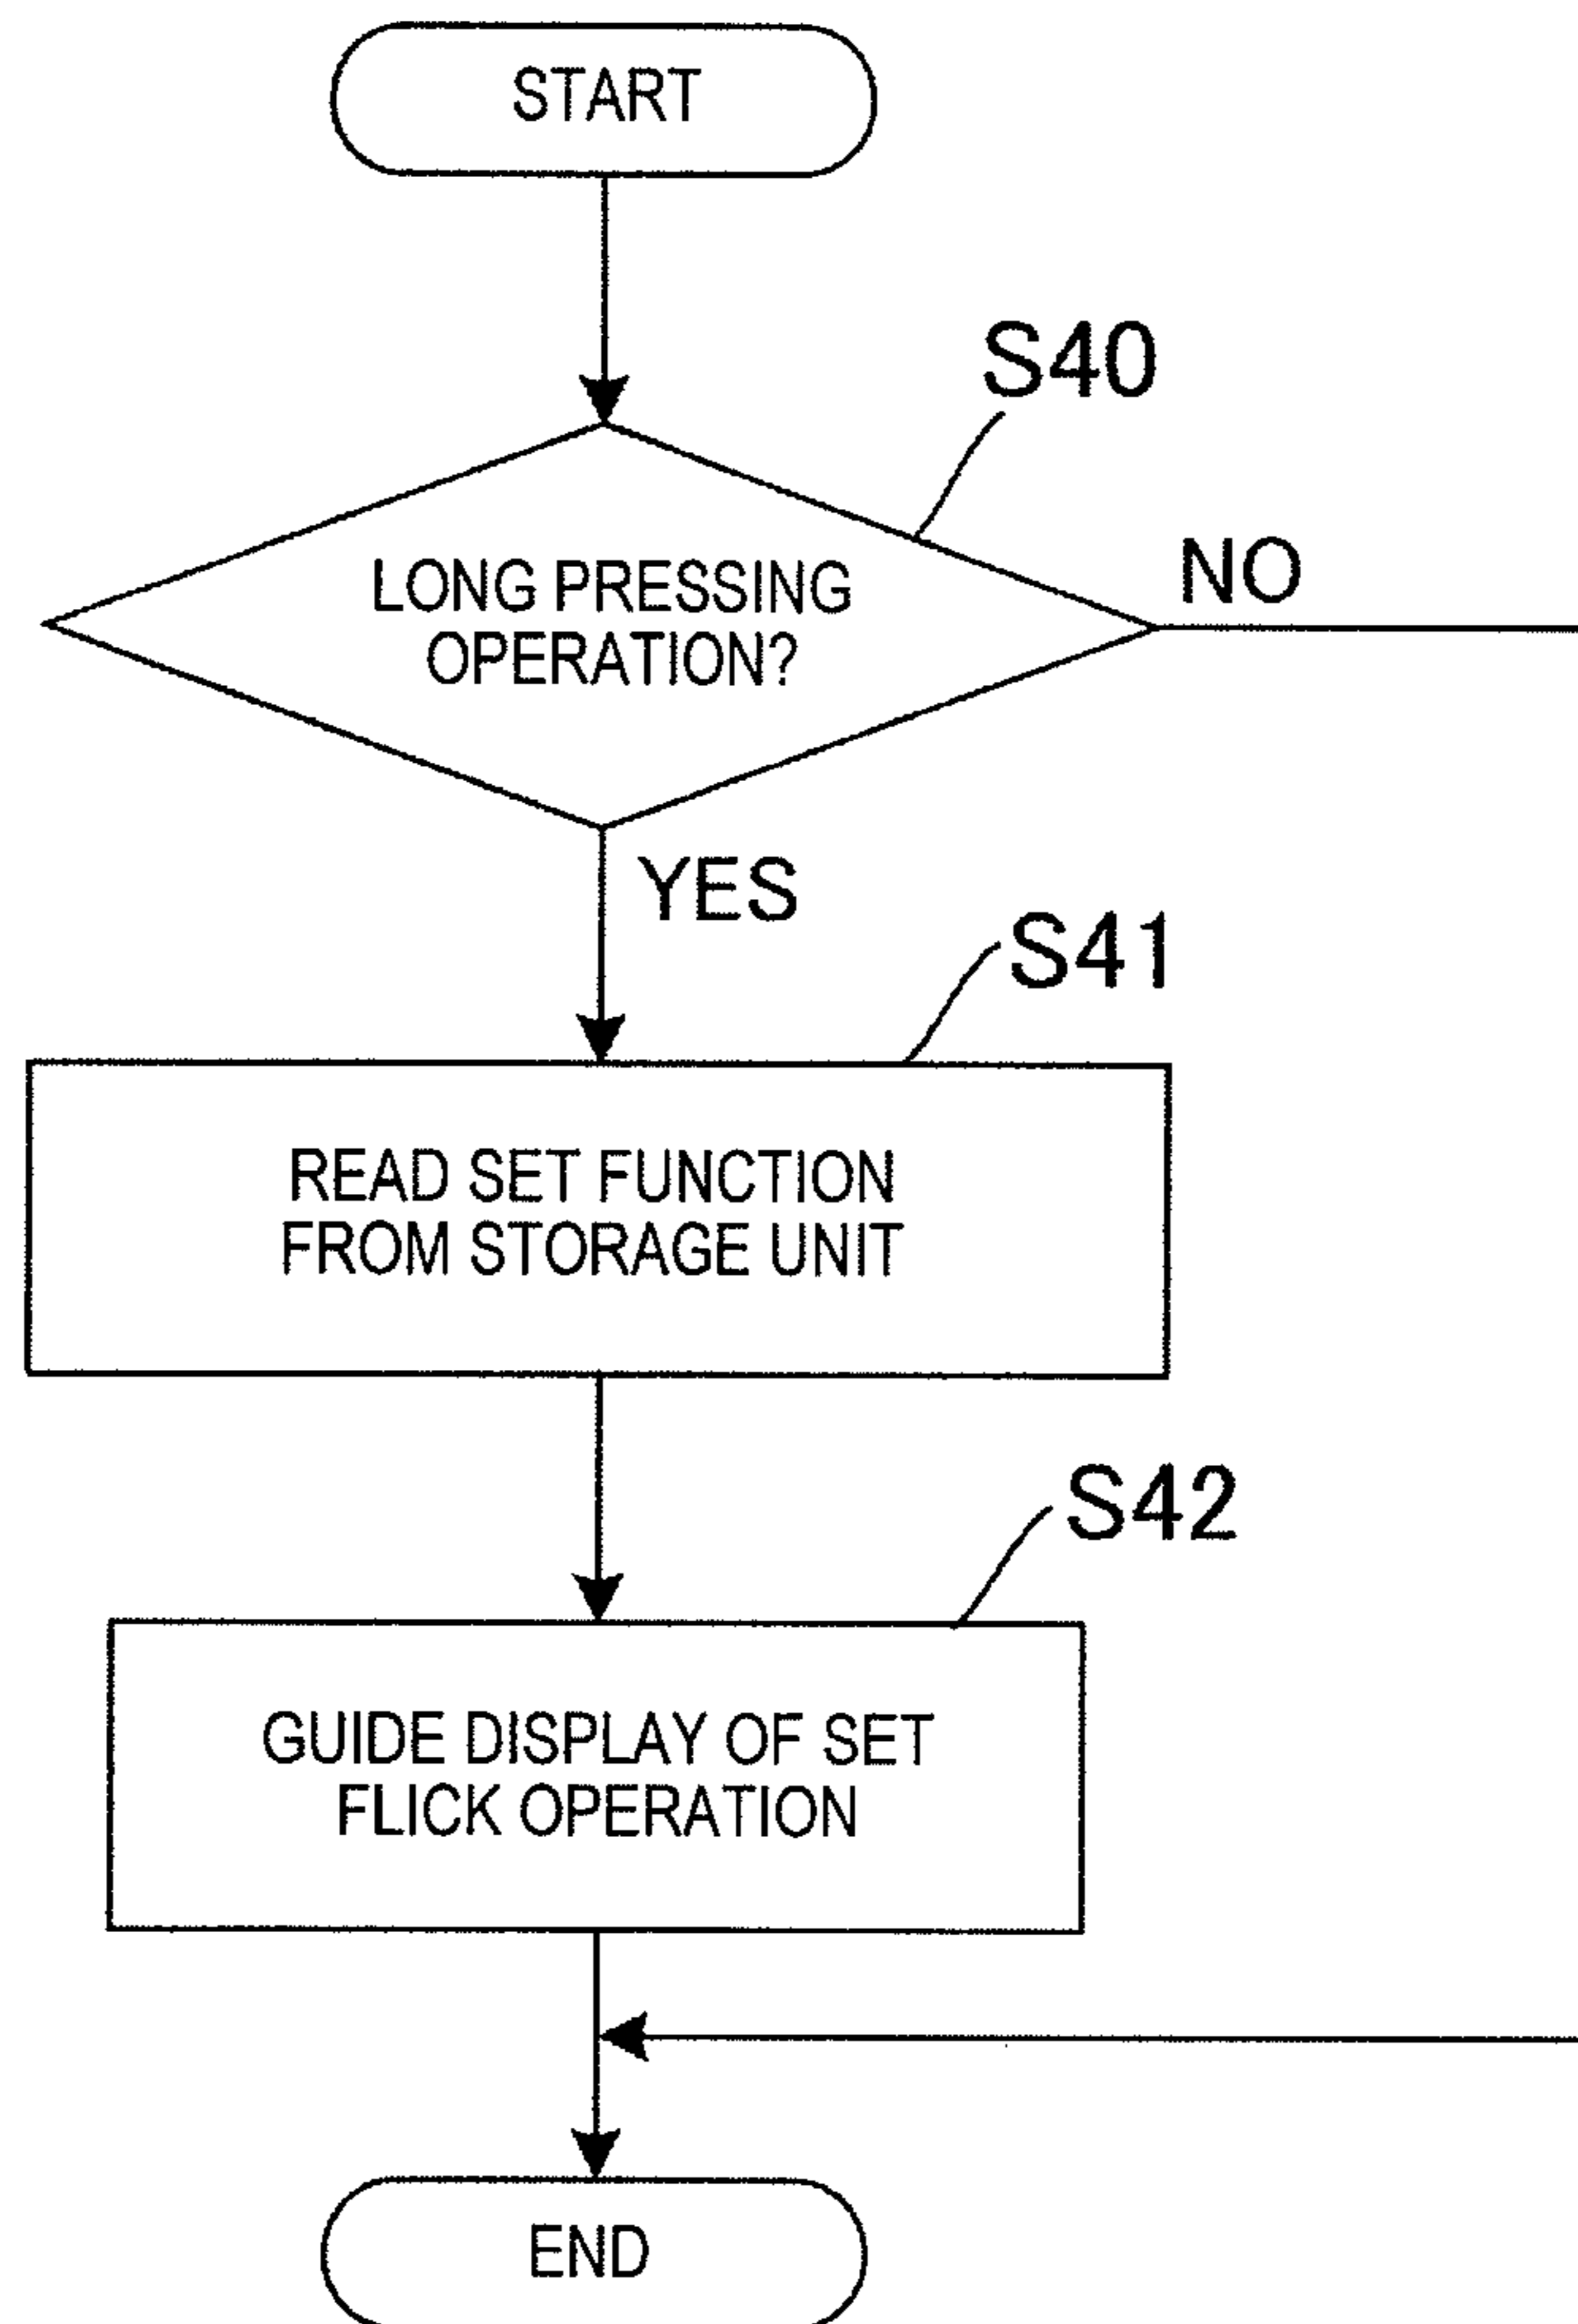 START
S40
LONG PRESSING
OPERATION?
NO
YES
S41
READ SET FUNCTION
FROM STORAGE UNIT
S42
GUIDE DISPLAY OF SET
FLICK OPERATION
END